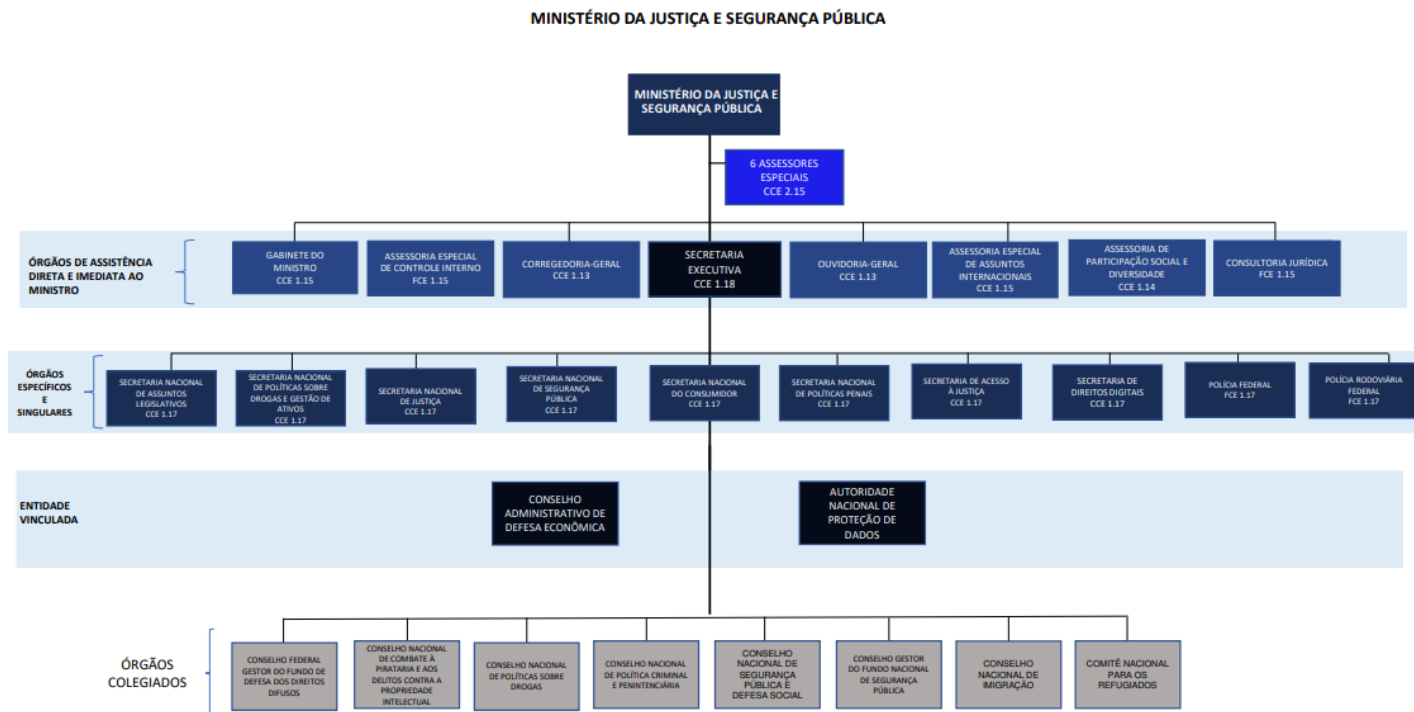 MINISTÉRIO DA JUSTIÇA E SEGURANÇA PÚBLICA
MINISTÉRIO DA JUSTIÇA E
SEGURANÇA PÚBLICA
6 ASSESSORES
ESPECIAIS
CCE 2.15
ÓRGÃOS DE ASSISTÊNCIA
DIRETA E IMEDIATA AO
MINISTRO
GABINETE DO
MINISTRO
CCE 1.15
ASSESSORIA ESPECIAL
DE CONTROLE INTERNO
FCE 1.15
CORREGEDORIA-GERAL
CCE 1.13
SECRETARIA
EXECUTIVA
CCE 1.18
OUVIDORIA-GERAL
CCE 1.13
ASSESSORIA ESPECIAL
DE ASSUNTOS
INTERNACIONAIS
CCE 1.15
ASSESSORIA DE
PARTICIPAÇÃO SOCIAL E
DIVERSIDADE
CCE 1.14
CONSULTORIA JURÍDICA
FCE 1.15
ÓRGÃOS
ESPECÍFICOS
E
SINGULARES
SECRETARIA NACIONAL
DE ASSUNTOS
LEGISLATIVOS
CCE 1.17
SECRETARIA NACIONAL
DE POLÍTICAS SOBRE
DROGAS E GESTÃO DE
ATIVOS
CCE 1.17
SECRETARIA NACIONAL
DE JUSTIÇA
CCE 1.17
SECRETARIA NACIONAL
DE SEGURANÇA
PÚBLICA
CCE 1.17
SECRETARIA NACIONAL
DO CONSUMIDOR
CCE 1.17
SECRETARIA NACIONAL
DE POLÍTICAS PENAIS
CCE 1.17
SECRETARIA DE ACESSO
À JUSTIÇA
CCE 1.17
SECRETARIA DE
DIREITOS DIGITAIS
CCE 1.17
POLÍCIA FEDERAL
FCE 1.17
POLÍCIA RODOVIÁRIA
FEDERAL
FCE 1.17
ENTIDADE
VINCULADA
CONSELHO
ADMINISTRATIVO DE
DEFESA ECONÔMICA
AUTORIDADE
NACIONAL DE
PROTEÇÃO DE
DADOS
ÓRGÃOS
COLEGIADOS
CONSELHO FEDERAL
GESTOR DO FUNDO DE
DEFESA DOS DIREITOS
DIFUSOS
CONSELHO NACIONAL
DE COMBATE À
PIRATARIA E AOS
DELITOS CONTRA A
PROPRIEDADE
INTELECTUAL
CONSELHO NACIONAL
DE POLÍTICAS SOBRE
DROGAS
CONSELHO NACIONAL
DE POLÍTICA CRIMINAL
E PENINTENCIÁRIA
CONSELHO
NACIONAL DE
SEGURANÇA
PÚBLICA E
DEFESA SOCIAL
CONSELHO GESTOR
DO FUNDO NACIONAL
DE SEGURANÇA
PÚBLICA
CONSELHO
NACIONAL DE
IMIGRAÇÃO
COMITÊ NACIONAL
PARA OS
REFUGIADOS